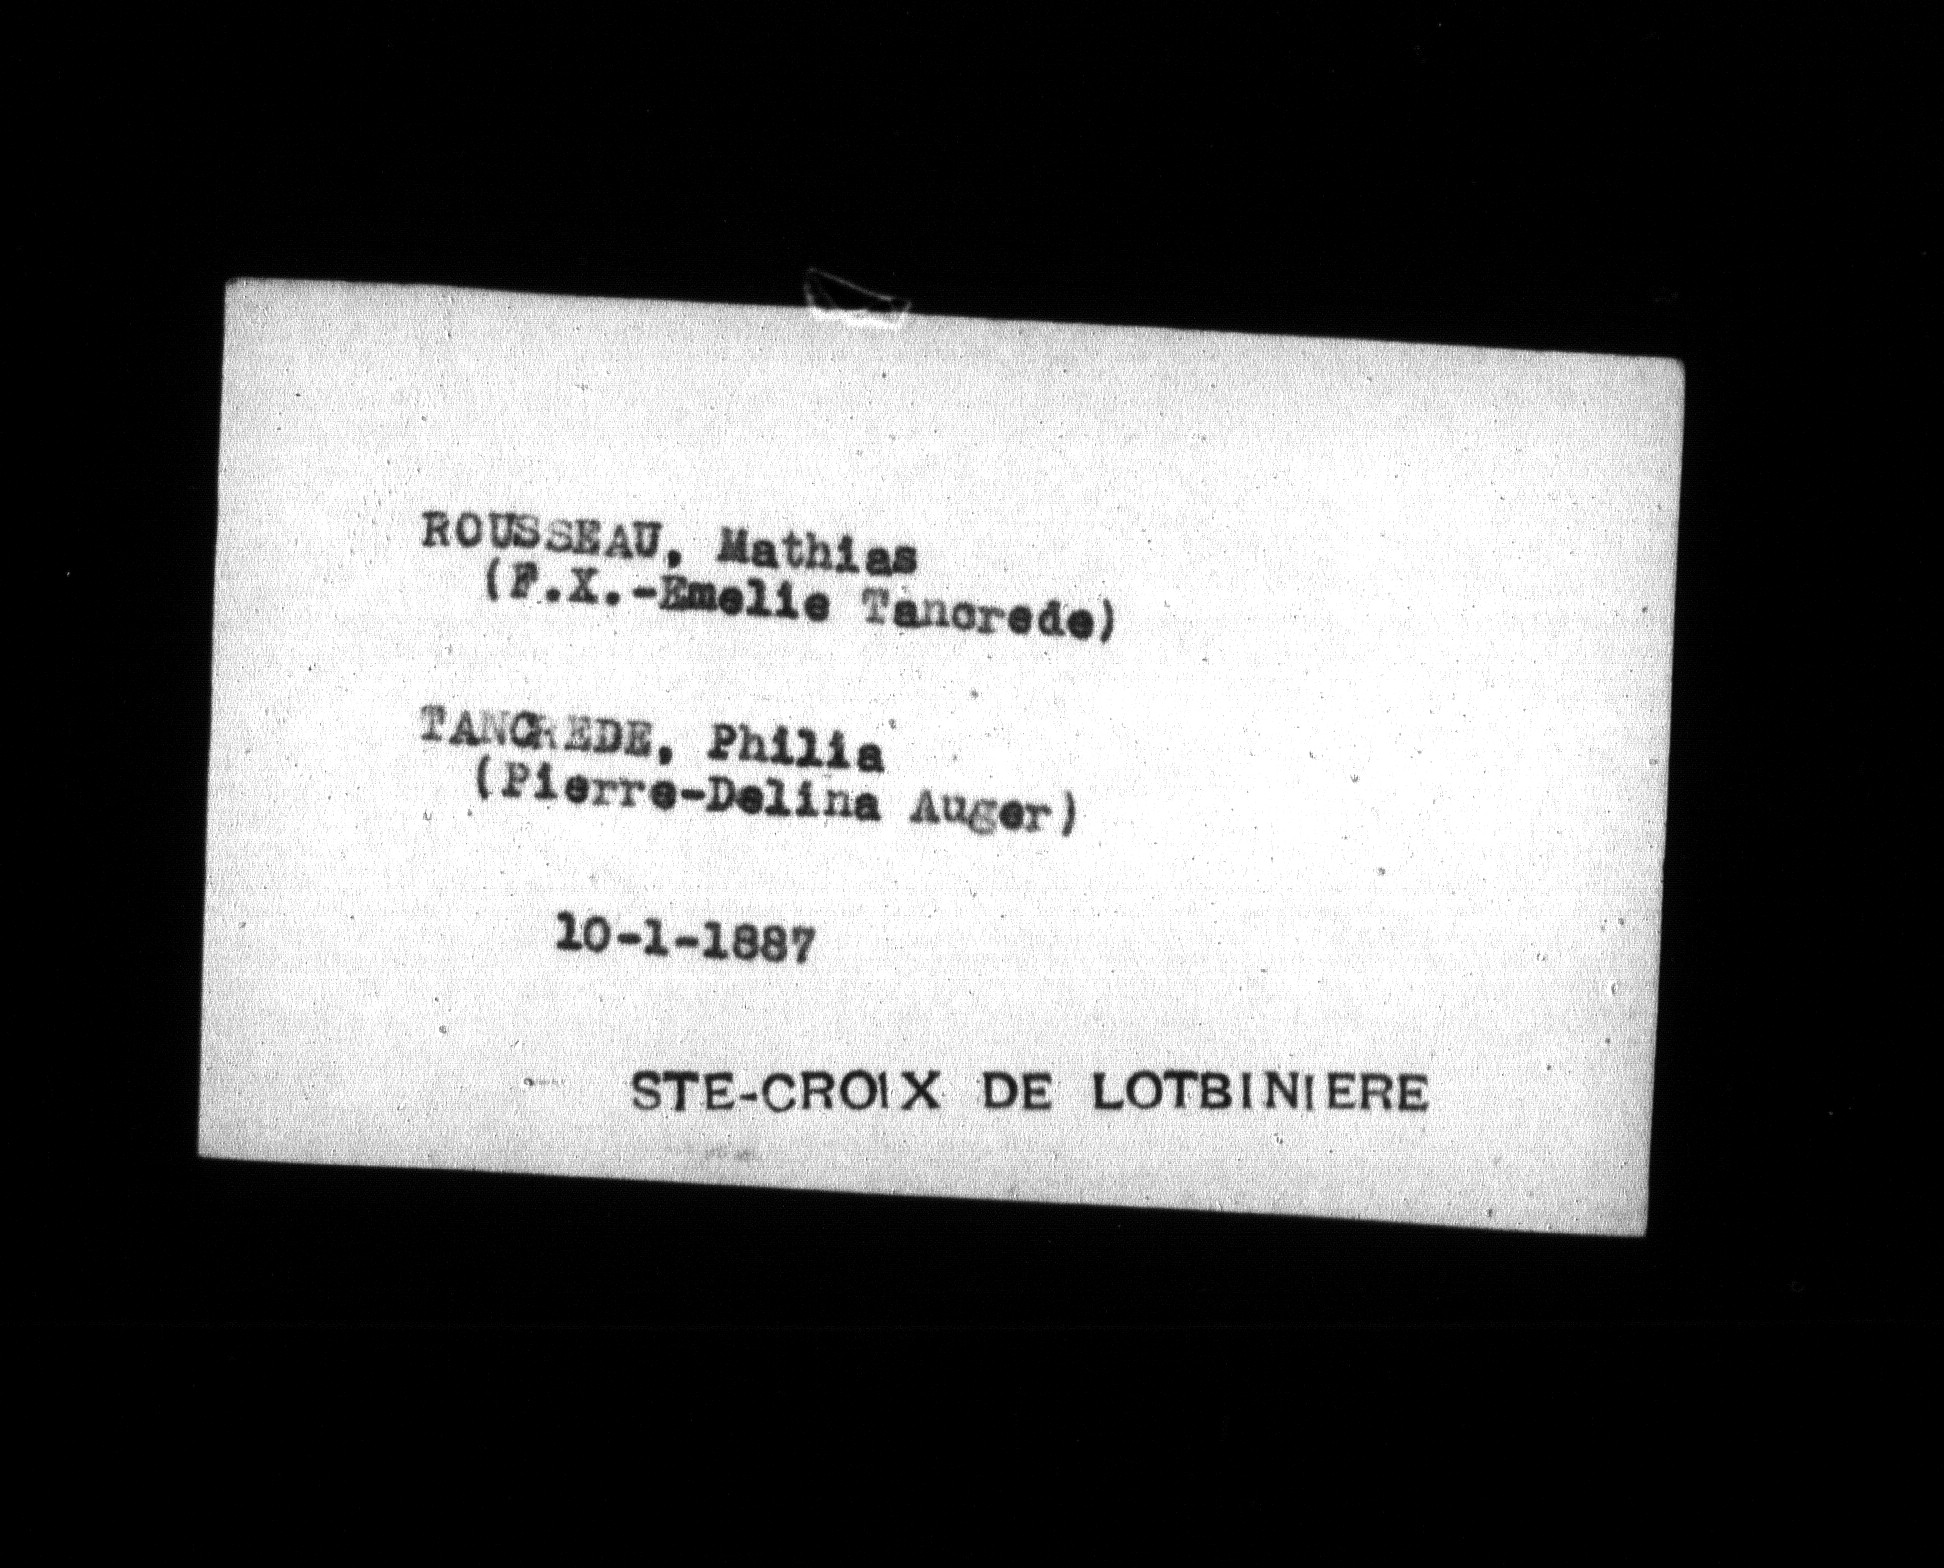 ROUSSEAU, Mathias
(F.X.-Emelie Tancrede)
TANCREDE, Philia
(Pierre-Delina Auger)
10-1-1887
STE-CROIX DE LOTBINIERE